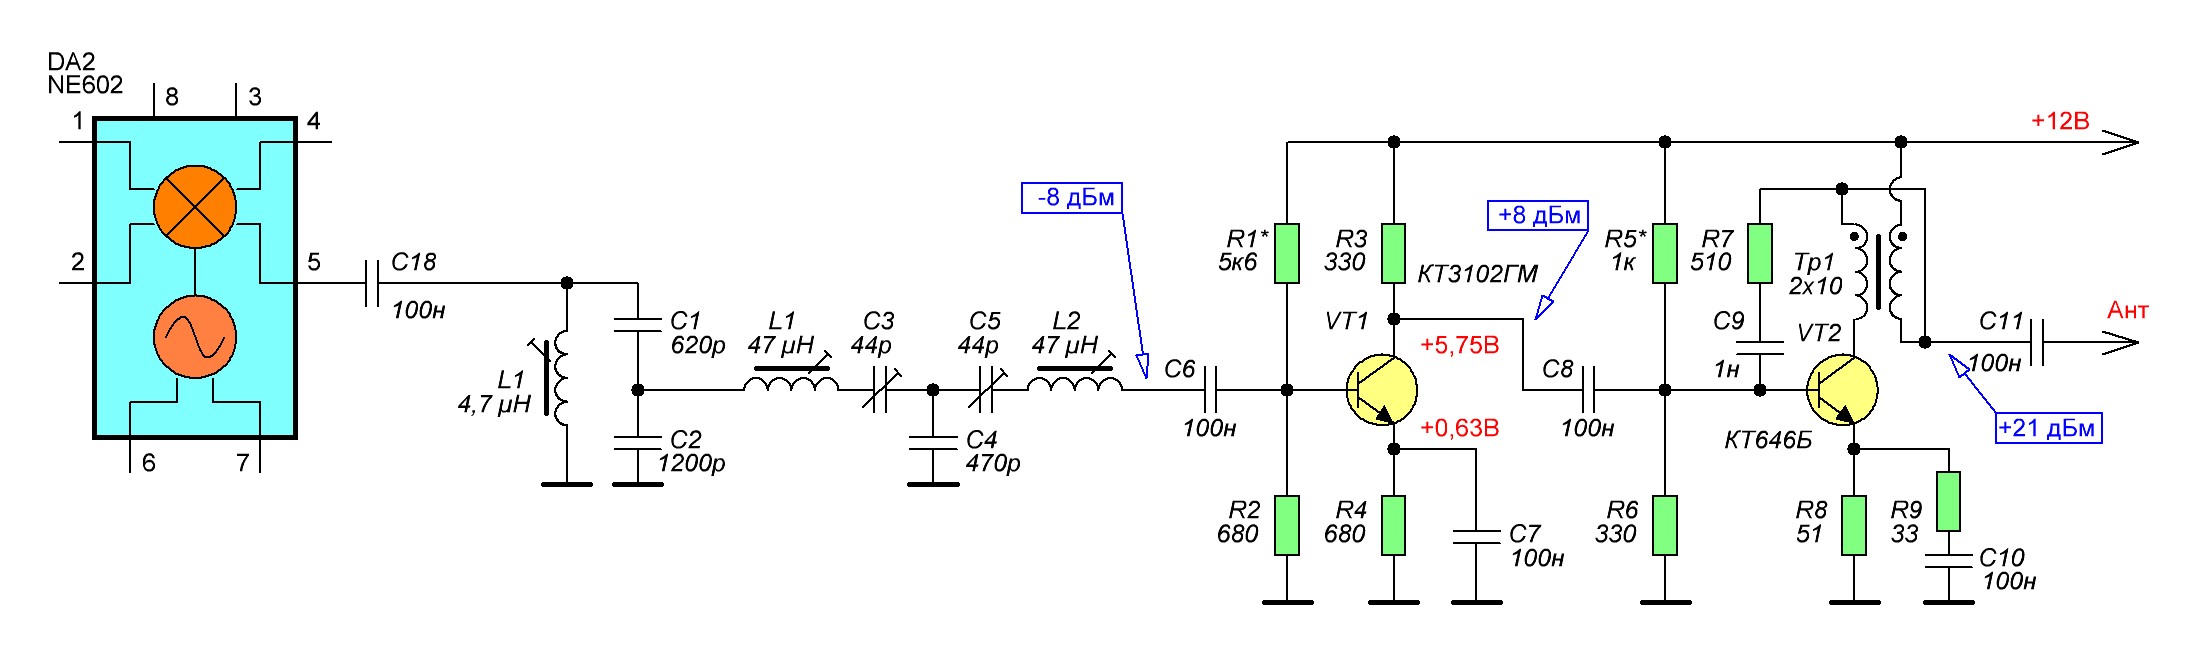 DA2
NE602
8
3
1
4
2
5
6
7
C18
100н
L1
4,7 µH
C1
620p
C2
1200p
L1
47 µH
C3
44p
C4
470p
C5
44p
L2
47 µH
-8 дБм
C6
100н
R1*
5к6
R2
680
R3
330
КТ3102ГМ
VT1
+5,75В
+0,63В
R4
680
C7
100н
+8 дБм
C8
100н
R5*
1к
R6
330
R7
510
C9
1н
Тр1
2x10
VT2
КТ646Б
R8
51
R9
33
C10
100н
+12В
Ант
C11
100н
+21 дБм